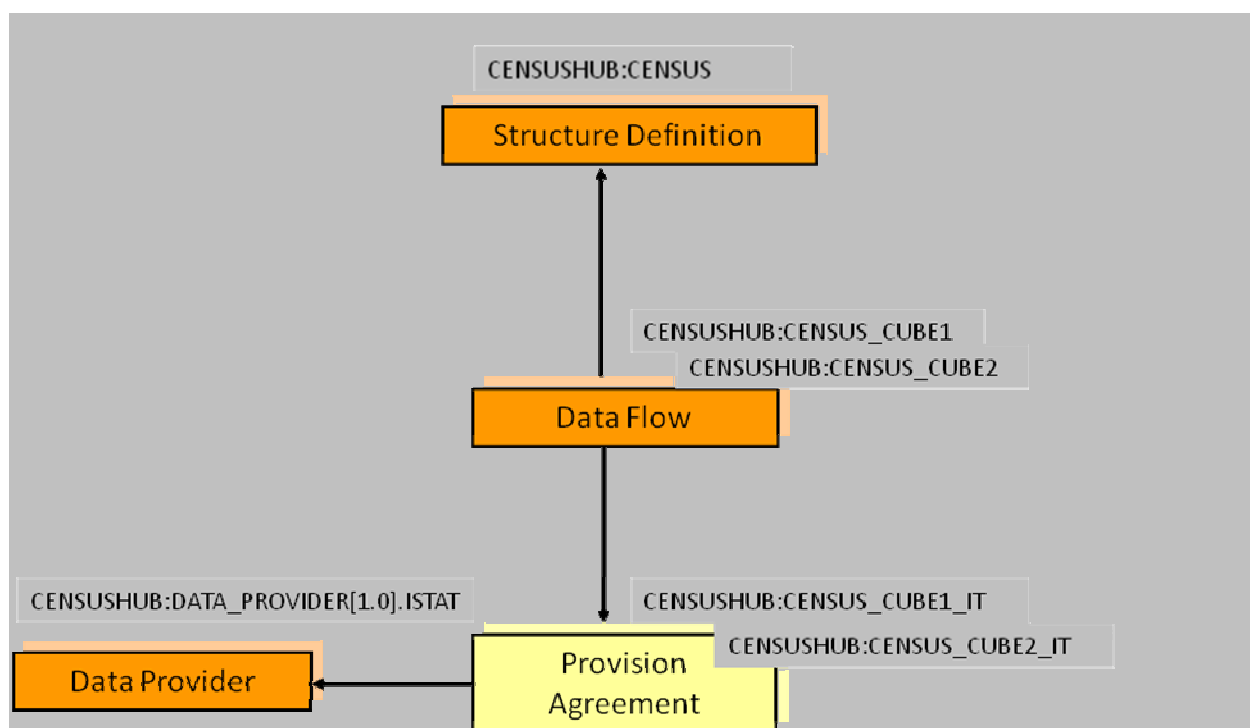 CENSUSHUB:CENSUS
Structure Definition
CENSUSHUB:CENSUS_CUBE1
CENSUSHUB:CENSUS_CUBE2
Data Flow
CENSUSHUB:DATA_PROVIDER[1.0].ISTAT
CENSUSHUB:CENSUS_CUBE1_IT
CENSUSHUB:CENSUS_CUBE2_IT
Data Provider
Provision
Agreement